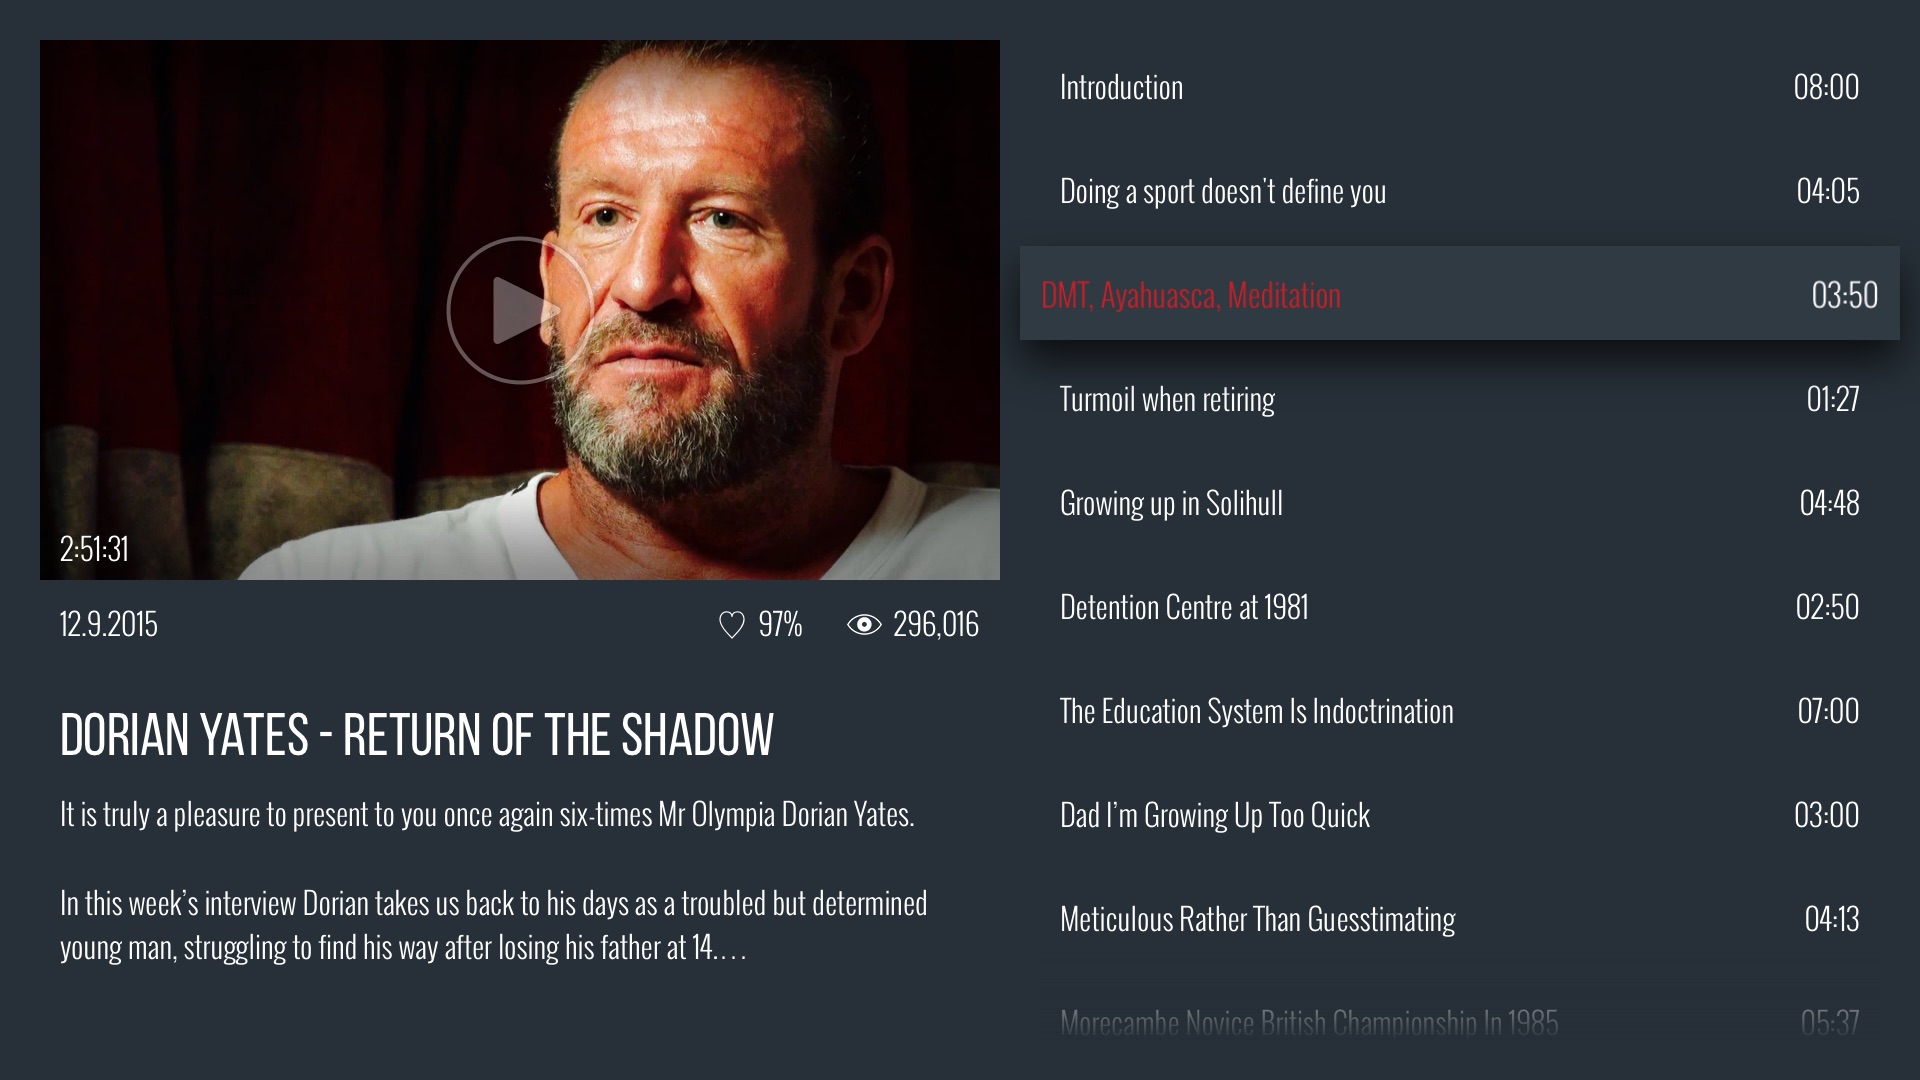 2:51:31
12.9.2015 97% 296,016
DORIAN YATES - RETURN OF THE SHADOW
It is truly a pleasure to present to you once again six-times Mr Olympia Dorian Yates.
In this week’s interview Dorian takes us back to his days as a troubled but determined
young man, struggling to find his way after losing his father at 14.…
Introduction 08:00
Doing a sport doesn't define you 04:05
DMT, Ayahuasca, Meditation 03:50
Turmoil when retiring 01:27
Growing up in Solihull 04:48
Detention Centre at 1981 02:50
The Education System Is Indoctrination 07:00
Dad I’m Growing Up Too Quick 03:00
Meticulous Rather Than Guesstimating 04:13
Morecambe Novice British Championship In 1985 05:37